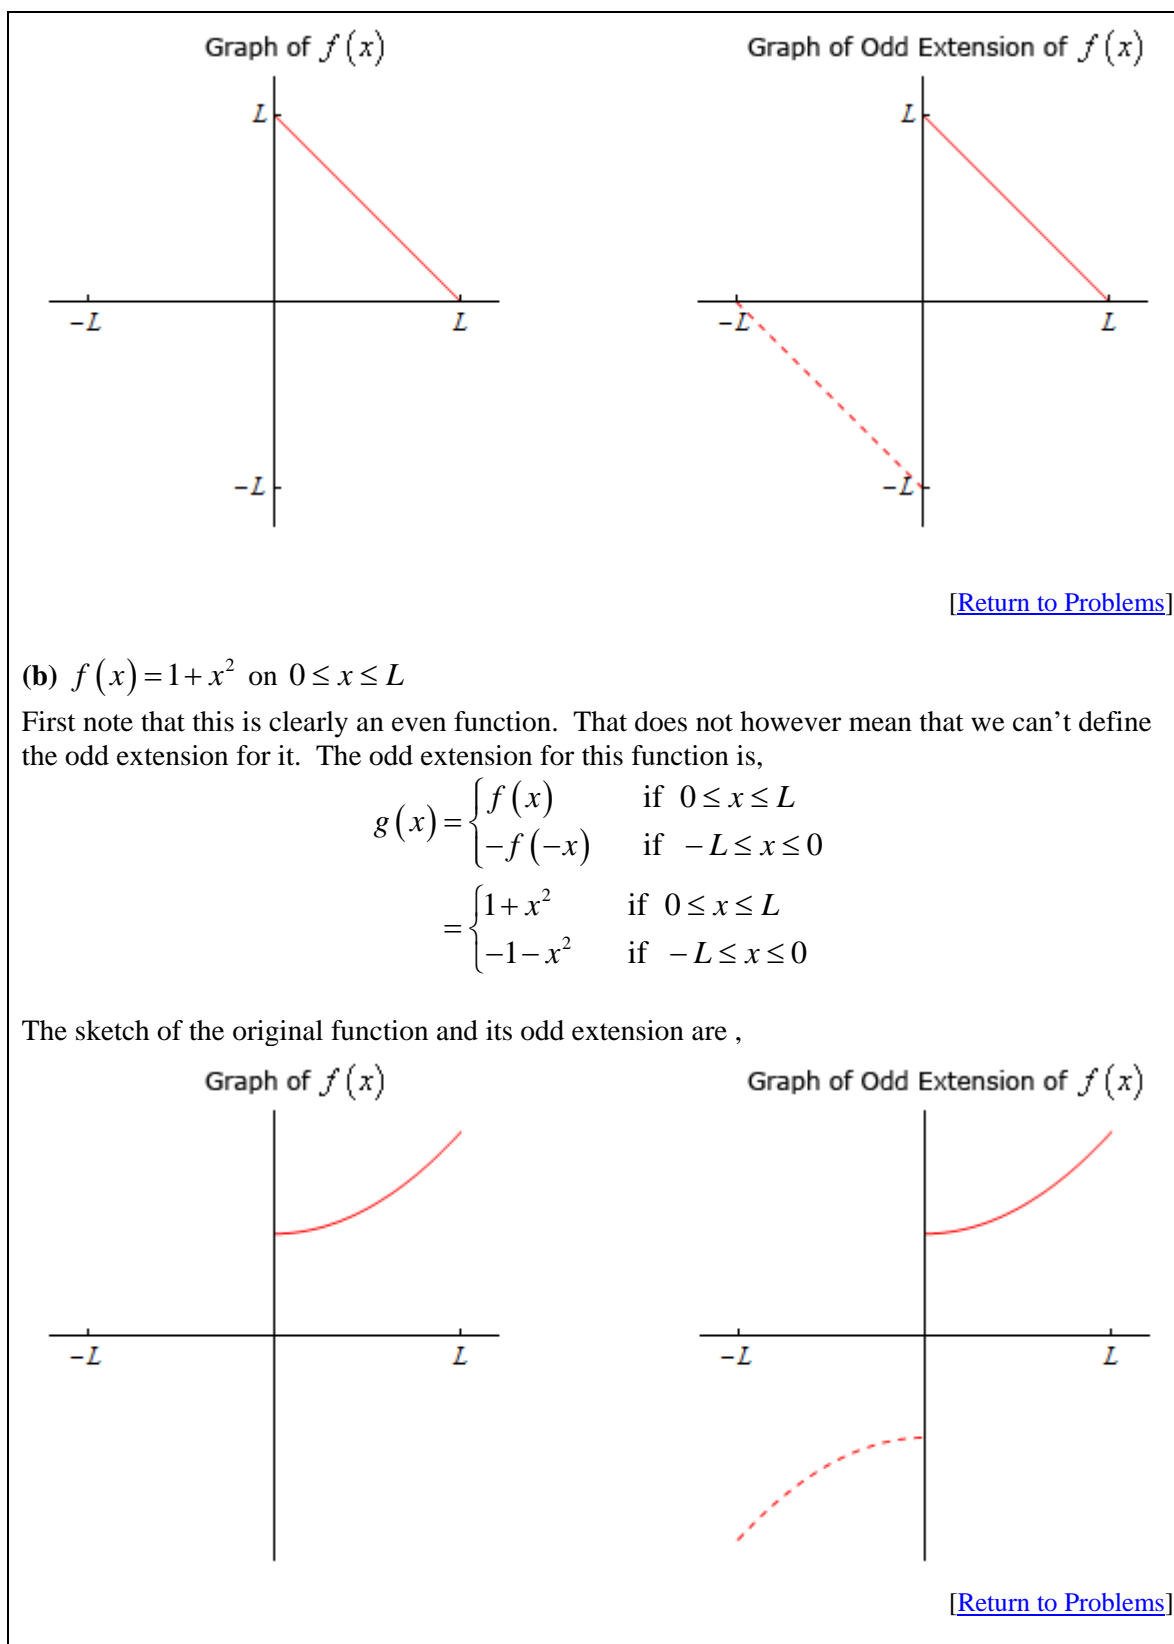 Graph of f(x)
Graph of Odd Extension of f(x)
L
-L
L
-L
L
-L
L
-L
[Return to Problems]
(b) f(x) = 1 + x² on 0 ≤ x ≤ L
First note that this is clearly an even function. That does not however mean that we can't define
the odd extension for it. The odd extension for this function is,
g(x) = { f(x) if 0 ≤ x ≤ L
-f(-x) if -L ≤ x ≤ 0
= { 1 + x² if 0 ≤ x ≤ L
-1 - x² if -L ≤ x ≤ 0
The sketch of the original function and its odd extension are ,
Graph of f(x)
Graph of Odd Extension of f(x)
-L
L
-L
L
[Return to Problems]